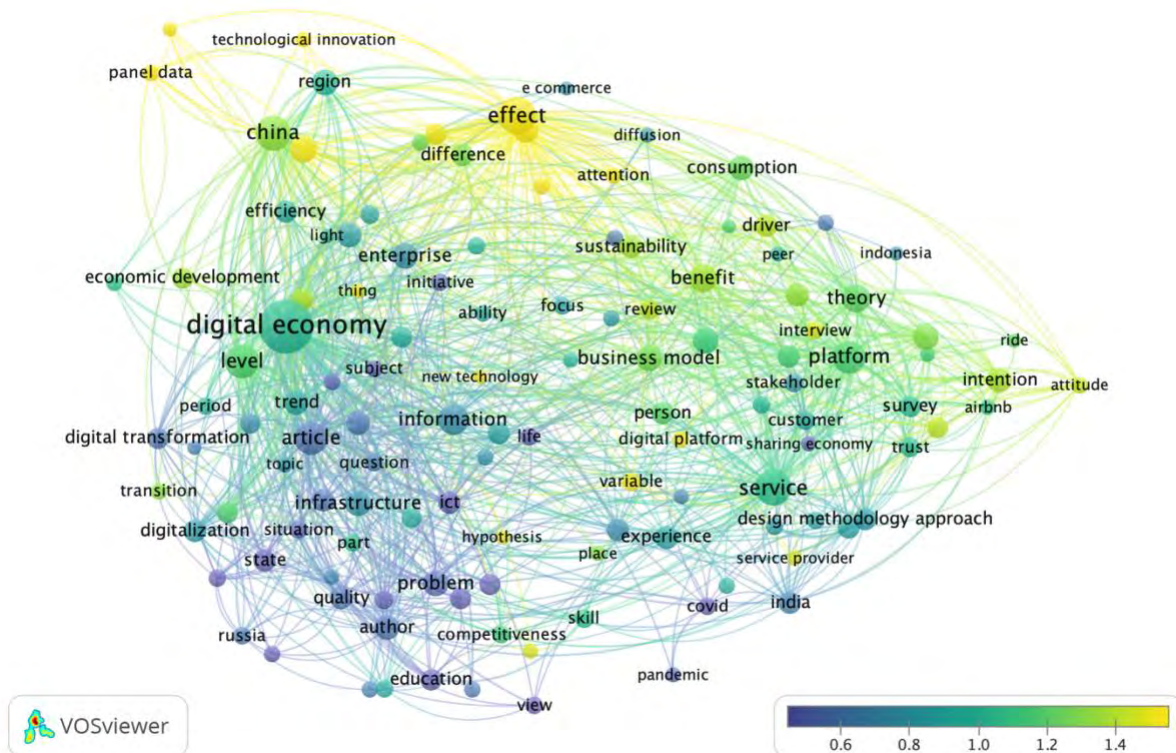 technological innovation
panel data
region
e commerce
effect
china
diffusion
difference
consumption
attention
efficiency
driver
light
sustainability
enterprise
peer
indonesia
economic development
initiative
benefit
thing
theory
focus
ability
review
digital economy
interview
ride
level
business model
platform
subject
new technology
stakeholder
intention
attitude
period
trend
person
survey
airbnb
information
customer
digital transformation
article
life
digital platform
sharing economy
trust
topic
question
transition
variable
service
infrastructure
ict
digitalization
situation
design methodology approach
part
hypothesis
experience
place
service provider
state
problem
quality
covid
india
skill
russia
author
competitiveness
education
pandemic
view
VOSviewer
0.6 0.8 1.0 1.2 1.4